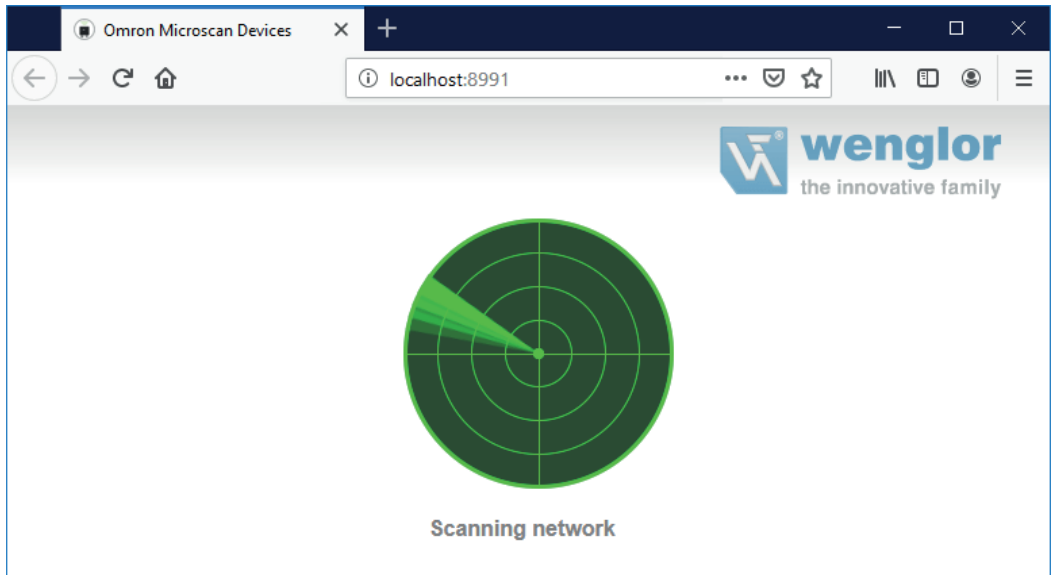 Omron Microscan Devices
localhost:8991
wenglor
the innovative family
Scanning network